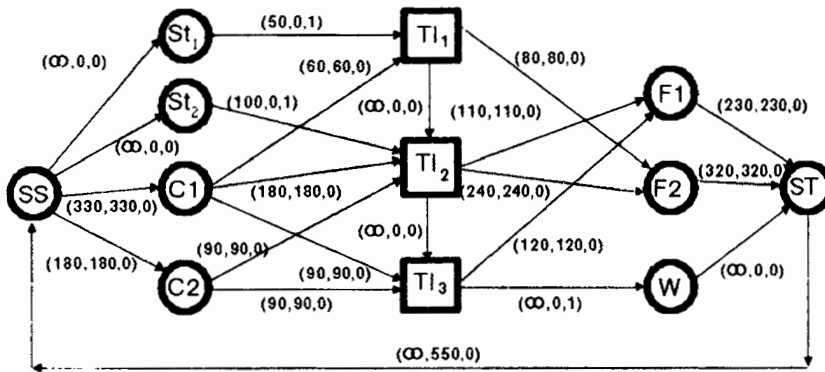 St₁
(50,0,1)
TI₁
(∞,0,0)
(60,60,0)
(80,80,0)
St₂
(100,0,1)
(∞,0,0)
(110,110,0)
F1
(230,230,0)
(∞,0,0)
SS
(330,330,0)
C1
(180,180,0)
TI₂
(240,240,0)
F2
(320,320,0)
ST
(180,180,0)
(90,90,0)
(∞,0,0)
(120,120,0)
C2
(90,90,0)
(90,90,0)
TI₃
(∞,0,1)
W
(∞,0,0)
(∞,550,0)